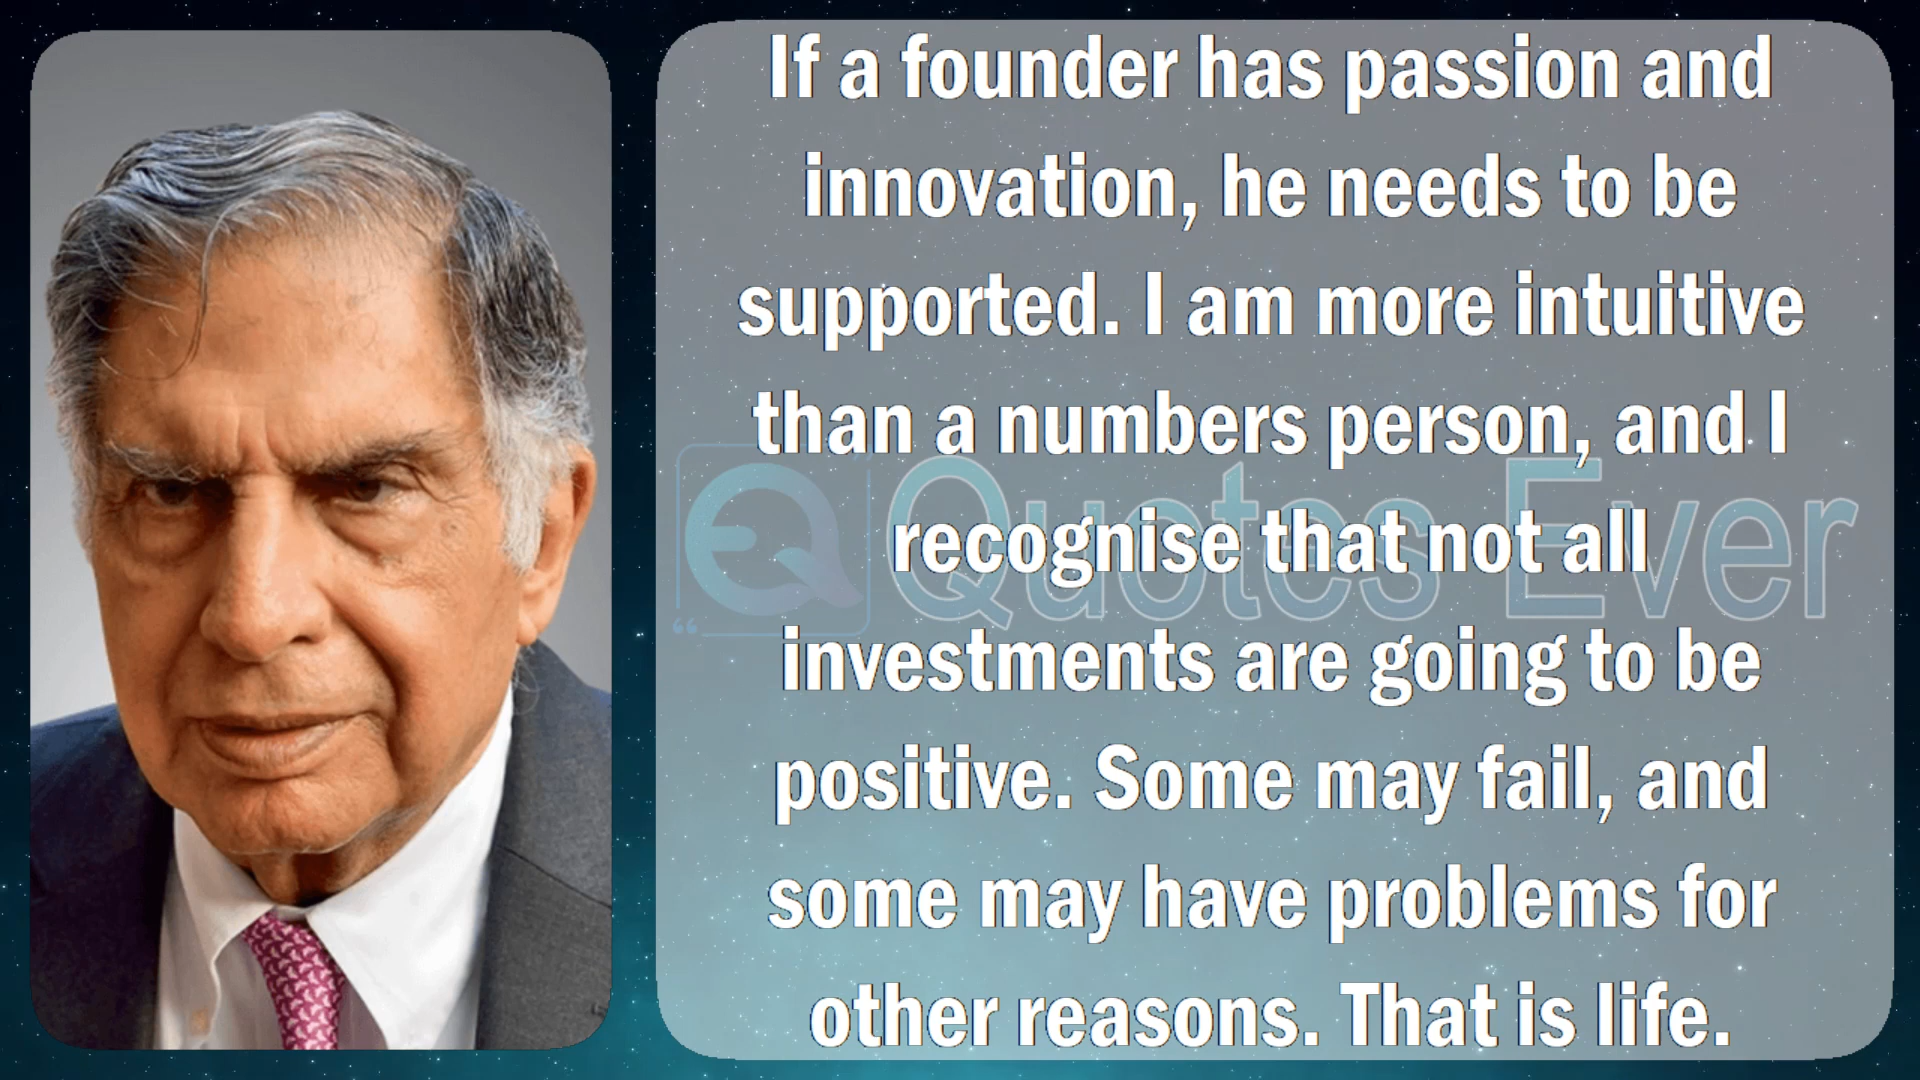 If a founder has passion and
innovation, he needs to be
supported. I am more intuitive
than a numbers person, and I
recognise that not all
investments are going to be
positive. Some may fail, and
some may have problems for
other reasons. That is life.
Quotes Ever